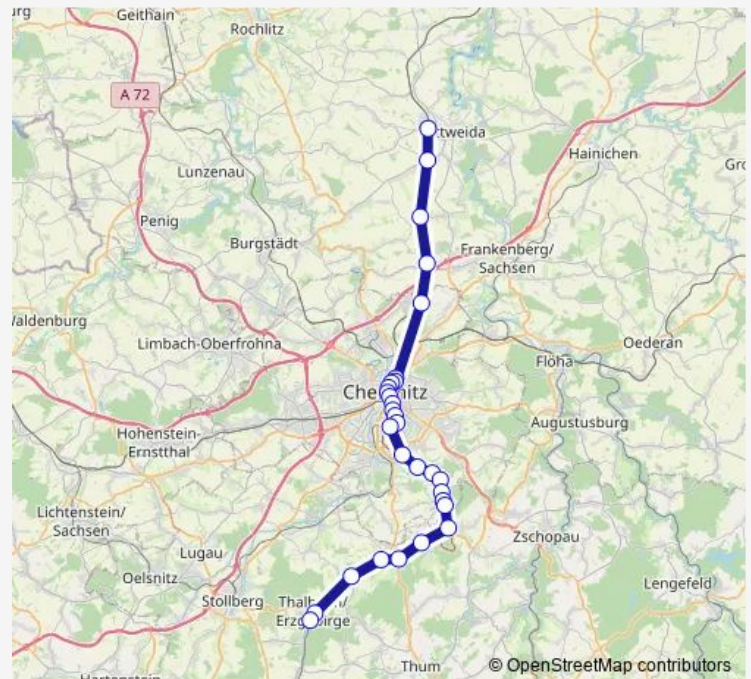 Geithain
Rochlitz
A 72
ttweida
Hainichen
Lunzenau
Penig
Burgstädt
Frankenberg/
Sachsen
Limbach-Oberfrohna
Oederan
Flöha
Augustusburg
Hohenstein-
Ernstthal
Lichtenstein/
Sachsen
Zschopau
Lugau
Oelsnitz
Stollberg
Lengefeld
Thum
© OpenStreetMap contributors